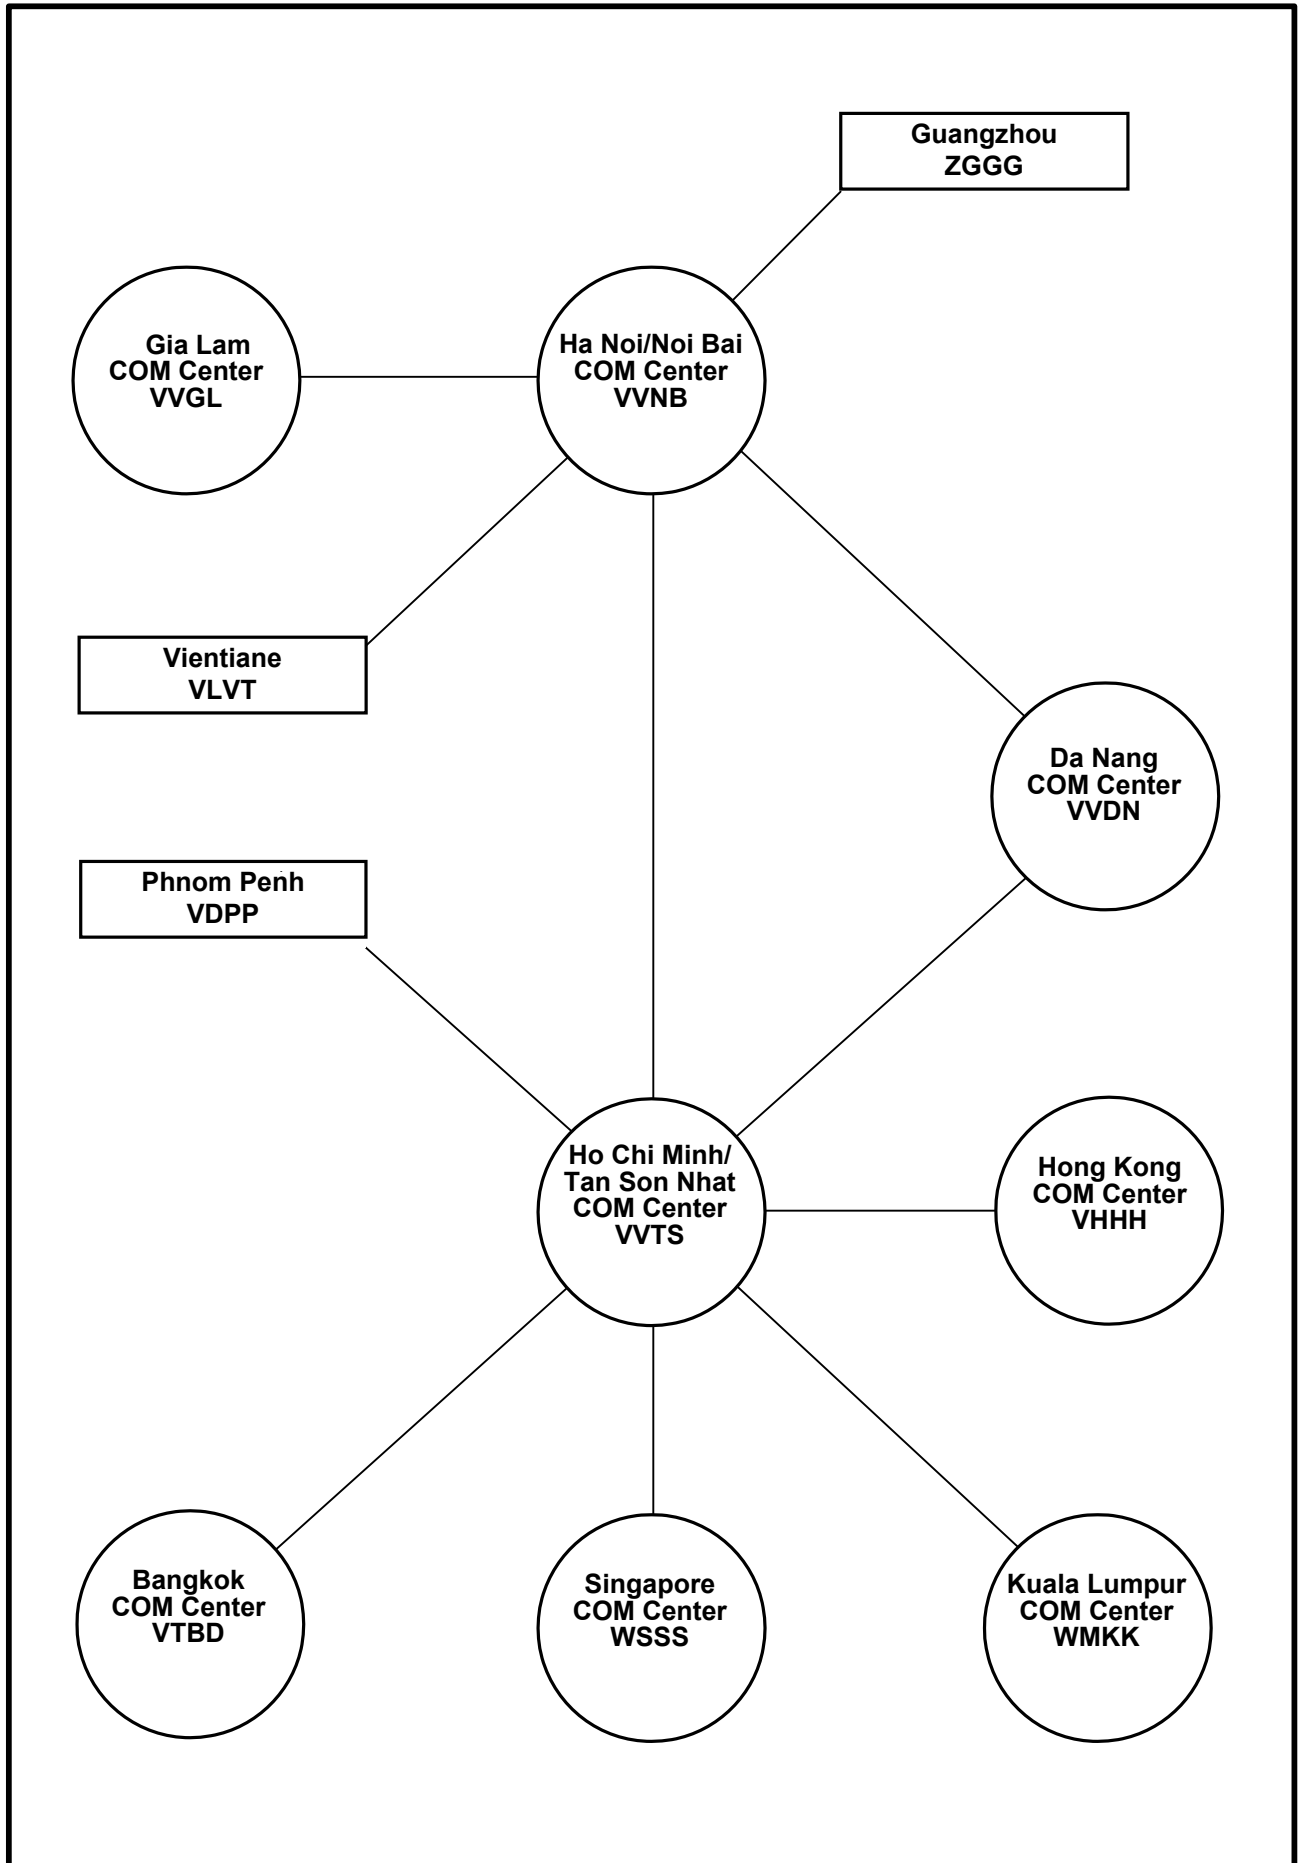 Guangzhou
ZGGG
Gia Lam
COM Center
VVGL
Ha Noi/Noi Bai
COM Center
VVNB
Vientiane
VLVT
Da Nang
COM Center
VVDN
Phnom Penh
VDPP
Ho Chi Minh/
Tan Son Nhat
COM Center
VVTS
Hong Kong
COM Center
VHHH
Bangkok
COM Center
VTBD
Singapore
COM Center
WSSS
Kuala Lumpur
COM Center
WMKK